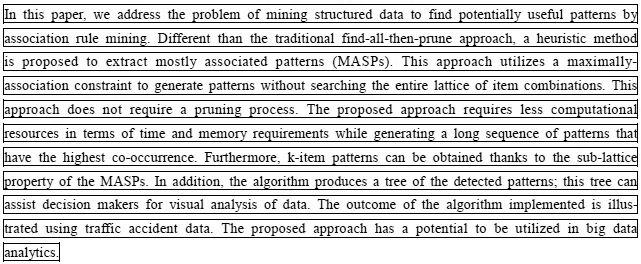 In this paper, we address the problem of mining structured data to find potentially useful patterns by
association rule mining. Different than the traditional find-all-then-prune approach, a heuristic method
is proposed to extract mostly associated patterns (MASPs). This approach utilizes a maximally-
association constraint to generate patterns without searching the entire lattice of item combinations. This
approach does not require a pruning process. The proposed approach requires less computational
resources in terms of time and memory requirements while generating a long sequence of patterns that
have the highest co-occurrence. Furthermore, k-item patterns can be obtained thanks to the sub-lattice
property of the MASPs. In addition, the algorithm produces a tree of the detected patterns; this tree can
assist decision makers for visual analysis of data. The outcome of the algorithm implemented is illus-
trated using traffic accident data. The proposed approach has a potential to be utilized in big data
analytics.